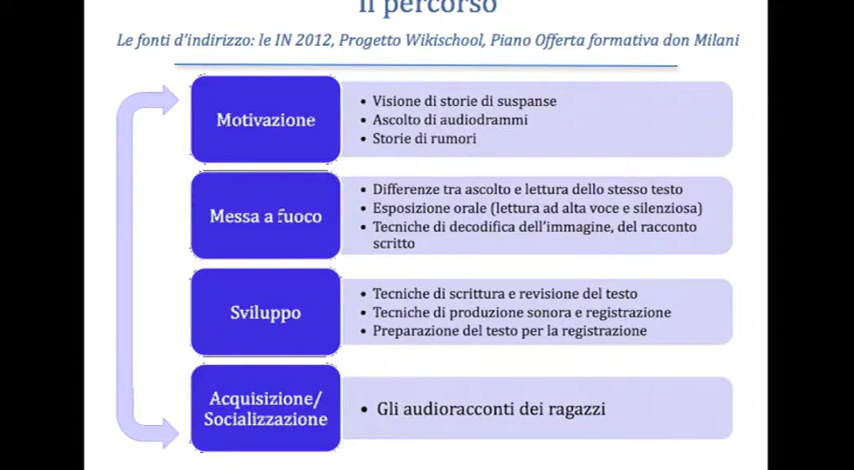 Il percorso
Le fonti d'indirizzo: le IN 2012, Progetto Wikischool, Piano Offerta formativa don Milani
Motivazione
• Visione di storie di suspanse
• Ascolto di audiodrammi
• Storie di rumori
Messa a fuoco
• Differenze tra ascolto e lettura dello stesso testo
• Esposizione orale (lettura ad alta voce e silenziosa)
• Tecniche di decodifica dell'immagine, del racconto
scritto
Sviluppo
• Tecniche di scrittura e revisione del testo
• Tecniche di produzione sonora e registrazione
• Preparazione del testo per la registrazione
Acquisizione/
Socializzazione
• Gli audioracconti dei ragazzi